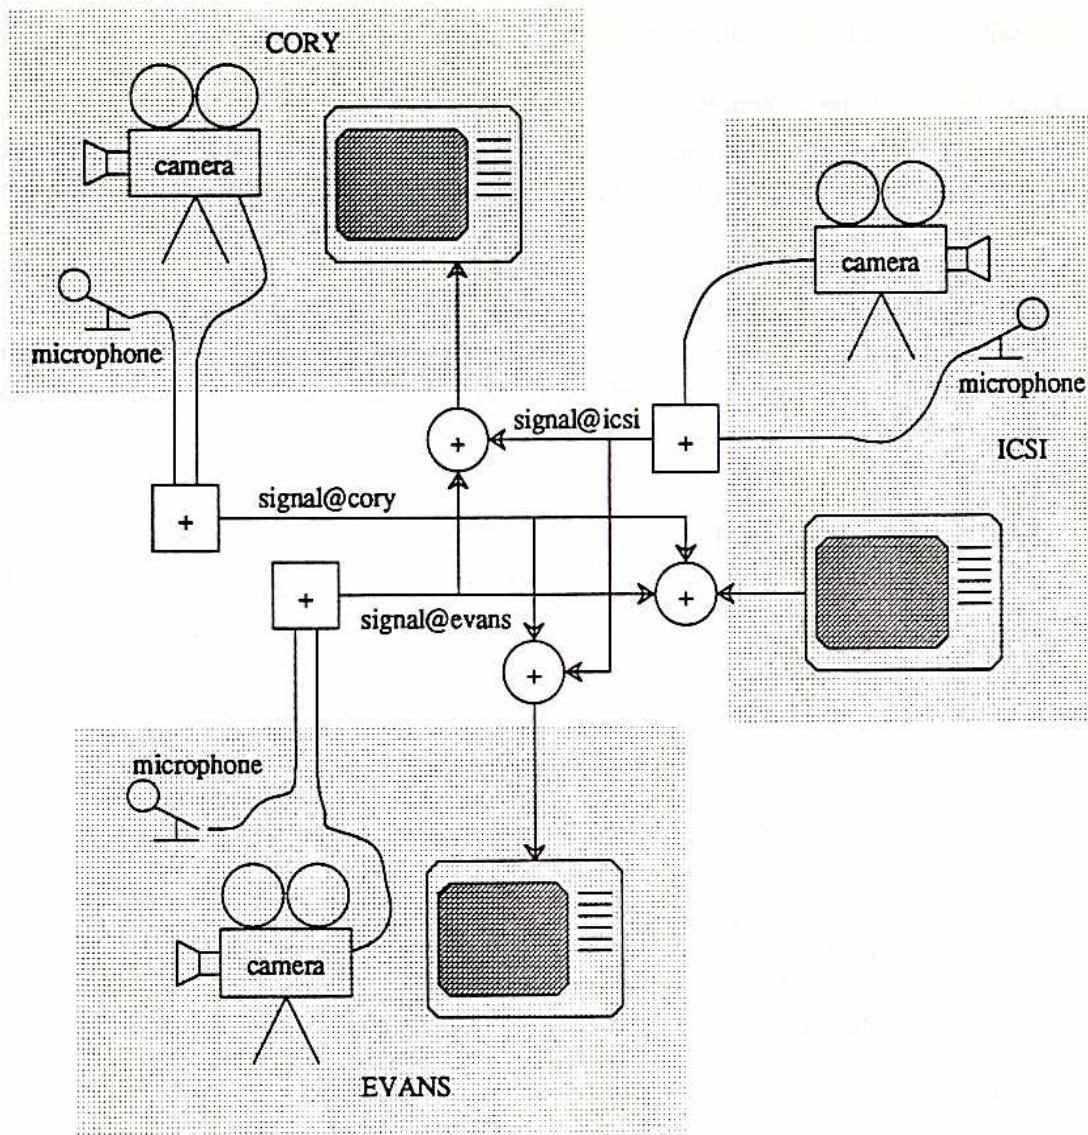 CORY
camera
microphone
camera
microphone
ICSI
signal@icsi
+
+
signal@cory
+
+
signal@evans
+
+
microphone
camera
EVANS